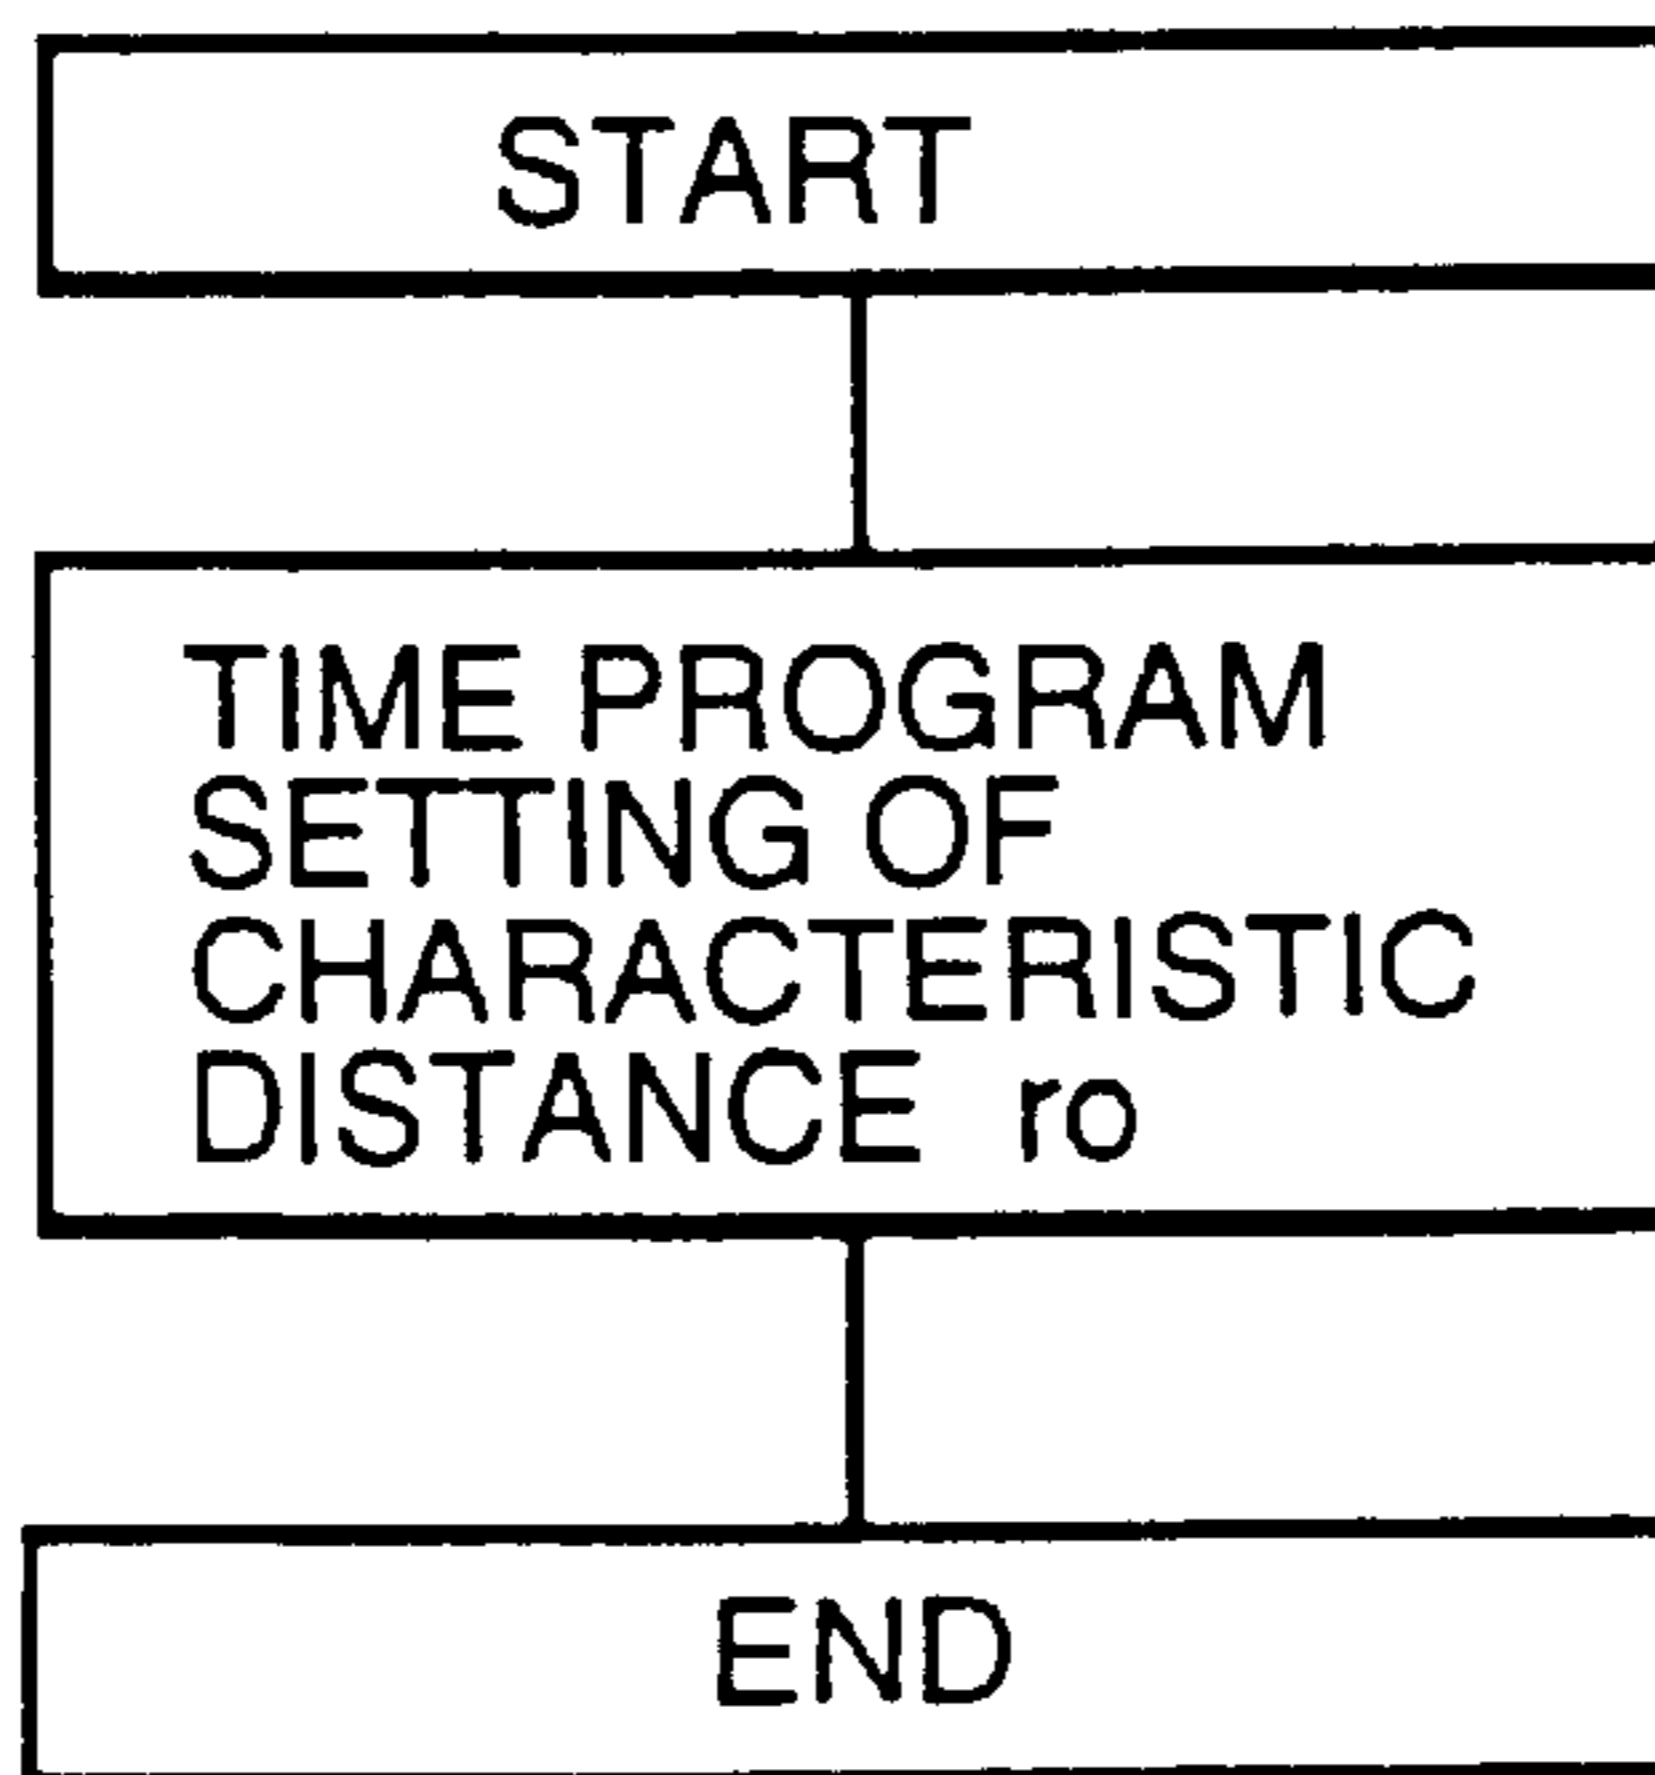 START
TIME PROGRAM
SETTING OF
CHARACTERISTIC
DISTANCE ro
END